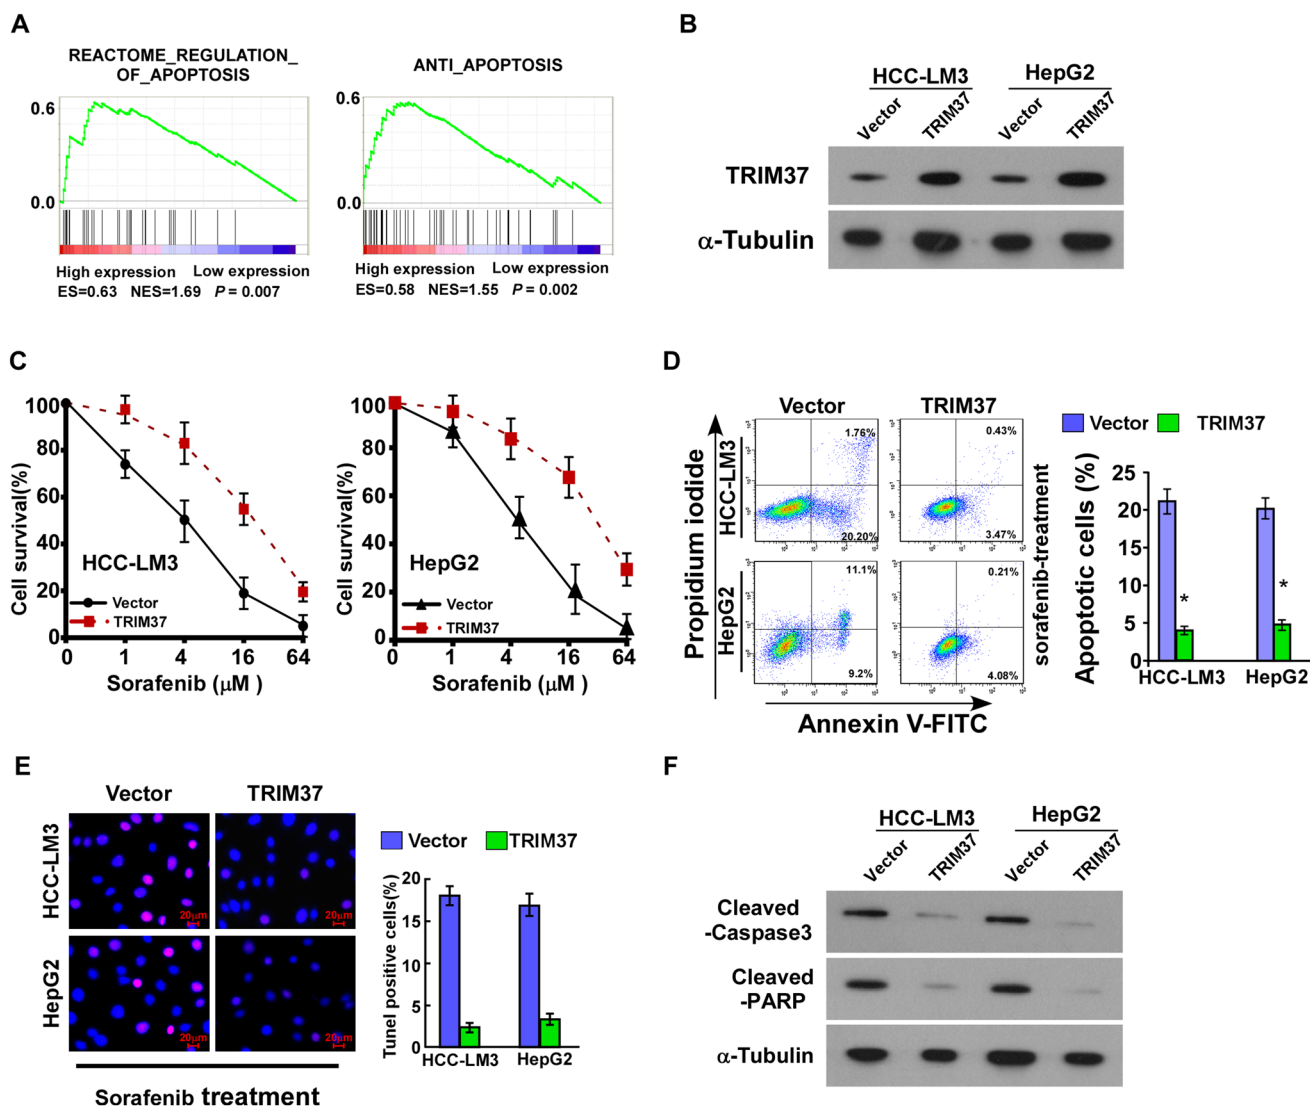 A
REACTOME_REGULATION_
OF_APOPTOSIS
0.6
0.0
High expression Low expression
ES=0.63 NES=1.69 P = 0.007
ANTI_APOPTOSIS
0.6
0.0
High expression Low expression
ES=0.58 NES=1.55 P = 0.002
B
HCC-LM3 HepG2
Vector TRIM37 Vector TRIM37
TRIM37
α-Tubulin
C
Cell survival(%)
100
80
60
40
20
0
HCC-LM3
Vector
TRIM37
0 1 4 16 64
Sorafenib (μM )
Cell survival(%)
100
80
60
40
20
0
HepG2
Vector
TRIM37
0 1 4 16 64
Sorafenib (μM )
D
Vector TRIM37
Propidium iodide
HCC-LM3
1.76%
20.20%
0.43%
3.47%
HepG2
11.1%
9.2%
0.21%
4.08%
Annexin V-FITC
sorafenib-treatment
Vector TRIM37
Apoptotic cells (%)
25
20
15
10
5
0
* *
HCC-LM3 HepG2
E
Vector TRIM37
HCC-LM3
20μm 20μm
HepG2
20μm 20μm
Sorafenib treatment
Vector TRIM37
Tunel positive cells(%)
20
15
10
5
0
HCC-LM3 HepG2
F
HCC-LM3 HepG2
Vector TRIM37 Vector TRIM37
Cleaved
-Caspase3
Cleaved
-PARP
α-Tubulin